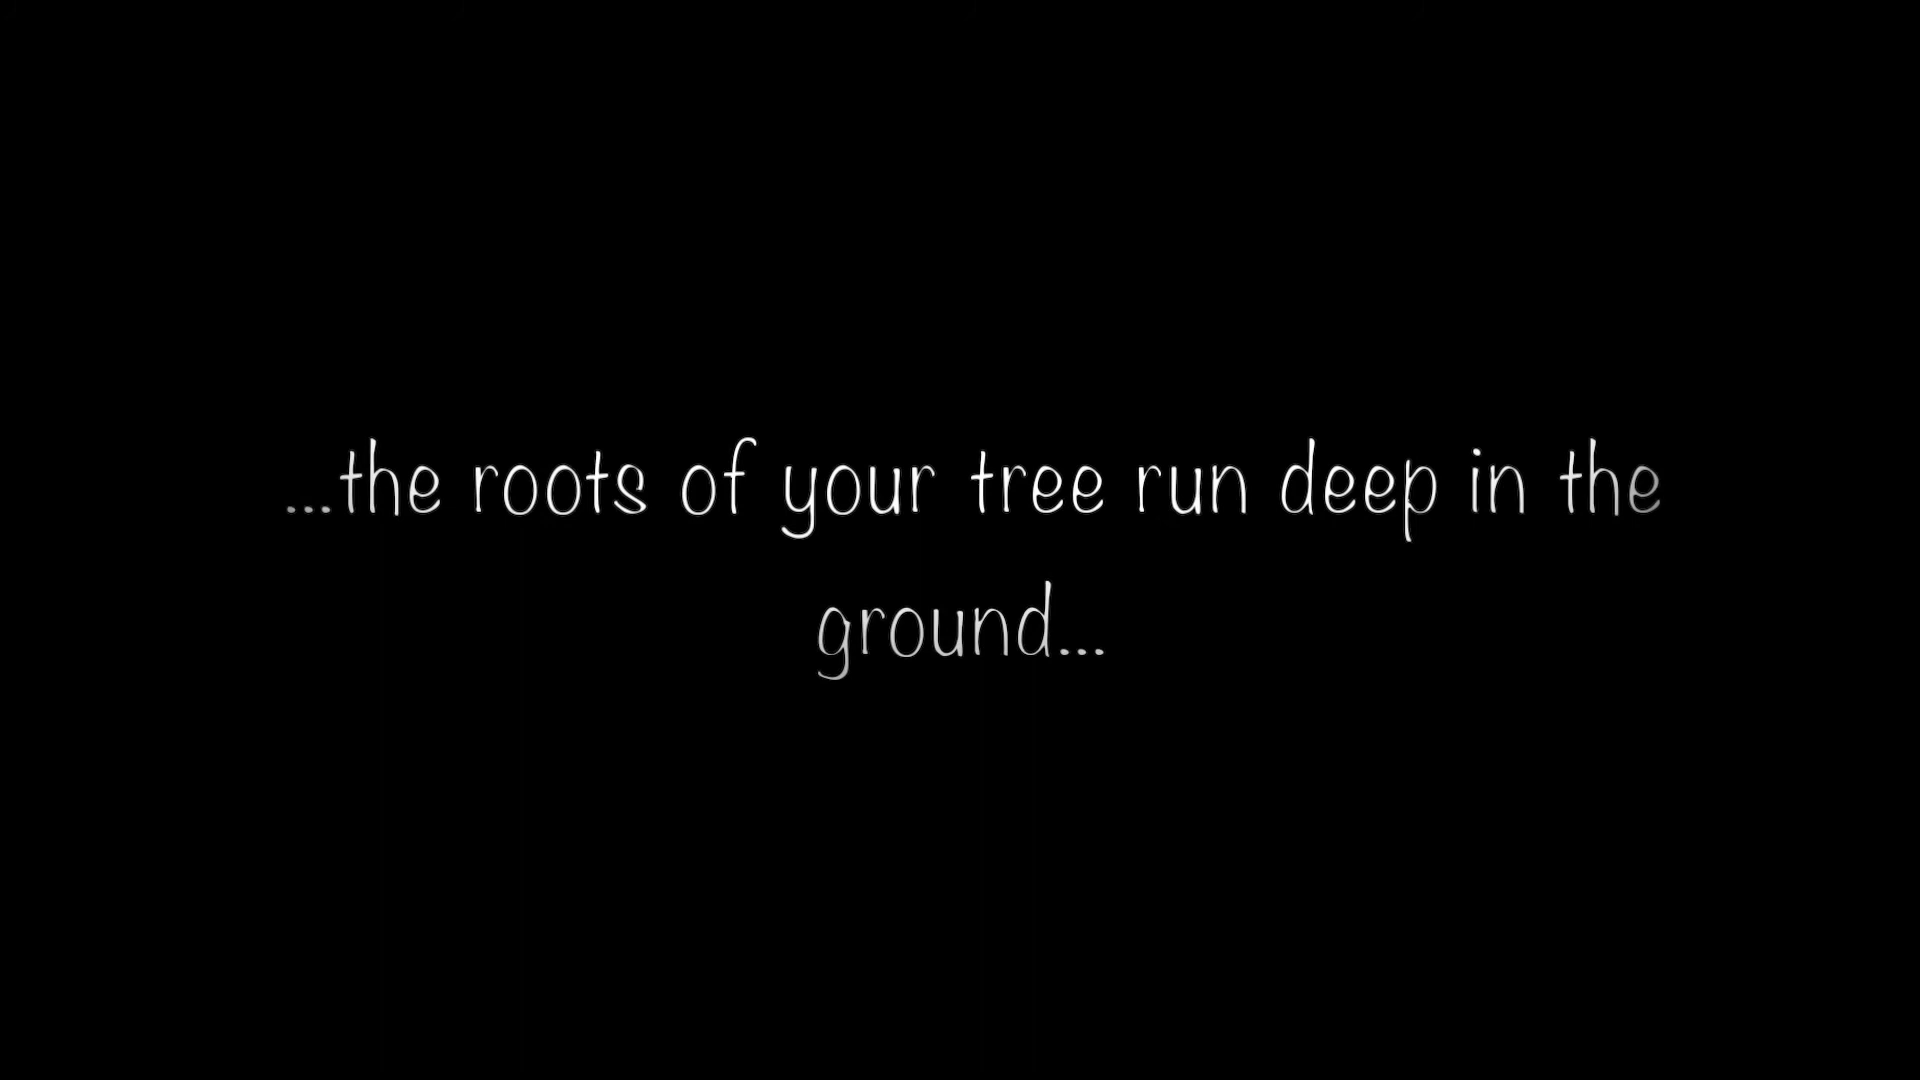 ...the roots of your tree run deep in the
ground...